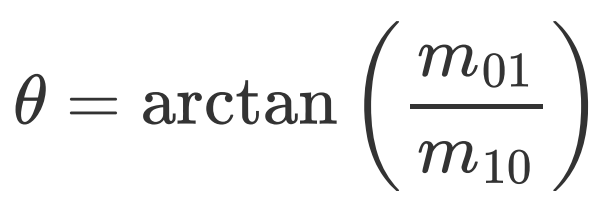 θ = arctan ( m₀₁ / m₁₀ )